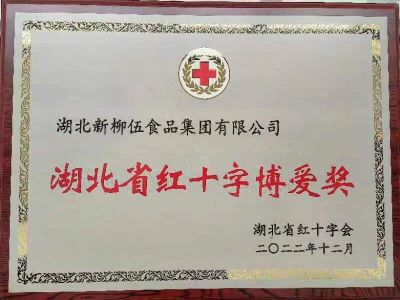 湖北新柳伍食品集团有限公司
湖北省红十字博爱奖
湖北省红十字会
二〇二二年十二月